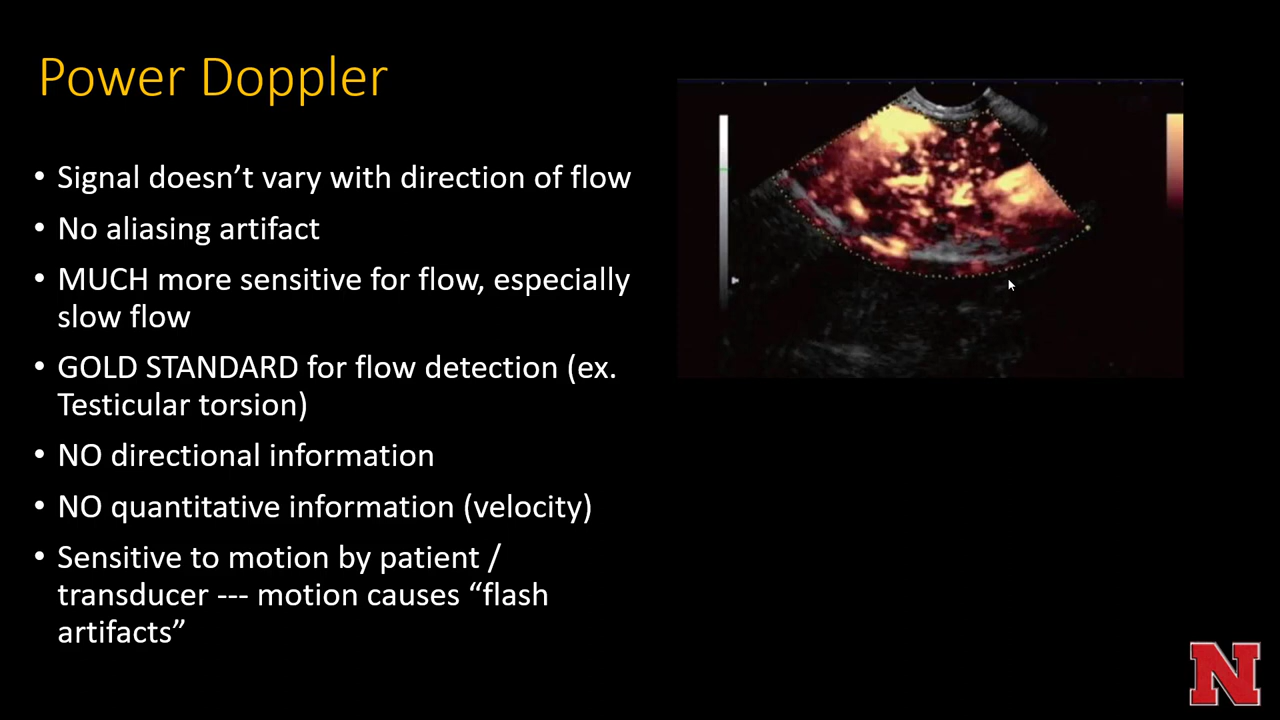 Power Doppler
• Signal doesn’t vary with direction of flow
• No aliasing artifact
• MUCH more sensitive for flow, especially
slow flow
• GOLD STANDARD for flow detection (ex.
Testicular torsion)
• NO directional information
• NO quantitative information (velocity)
• Sensitive to motion by patient /
transducer --- motion causes “flash
artifacts”
N